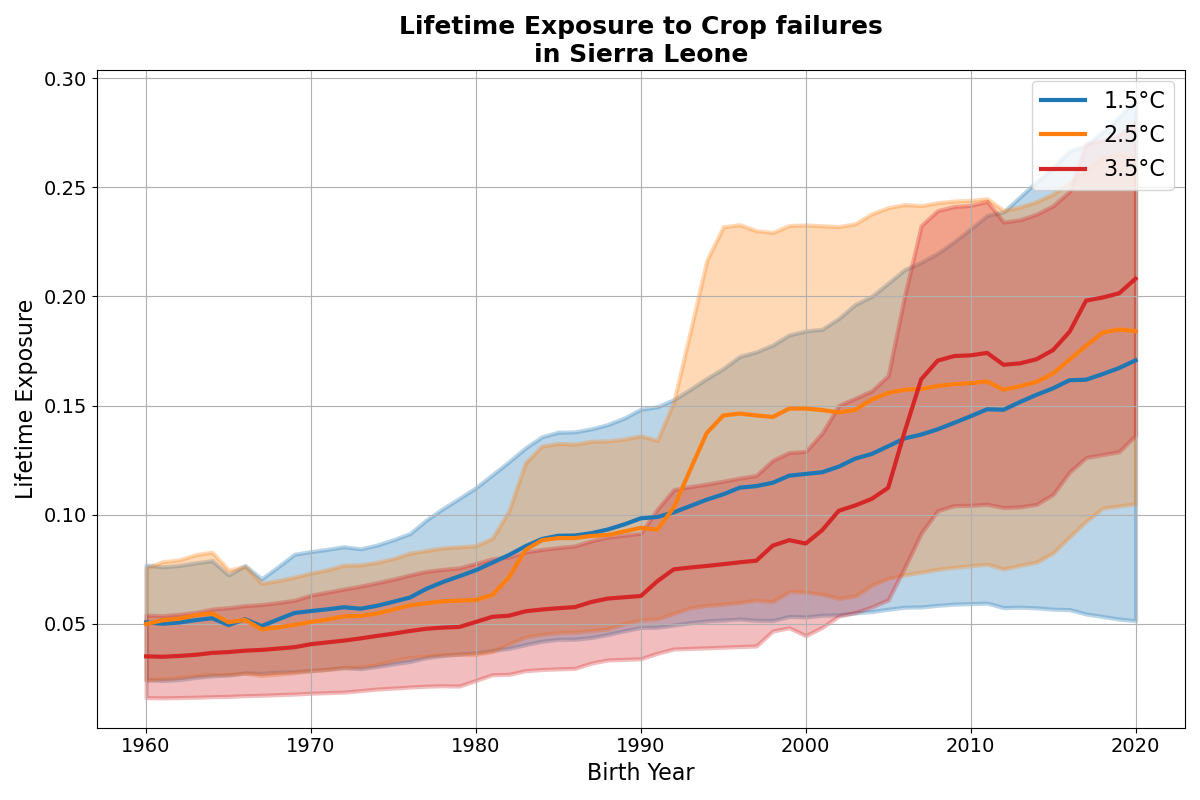 Lifetime Exposure to Crop failures
in Sierra Leone
0.30
0.25
0.20
0.15
0.10
0.05
Lifetime Exposure
1.5°C
2.5°C
3.5°C
1960 1970 1980 1990 2000 2010 2020
Birth Year